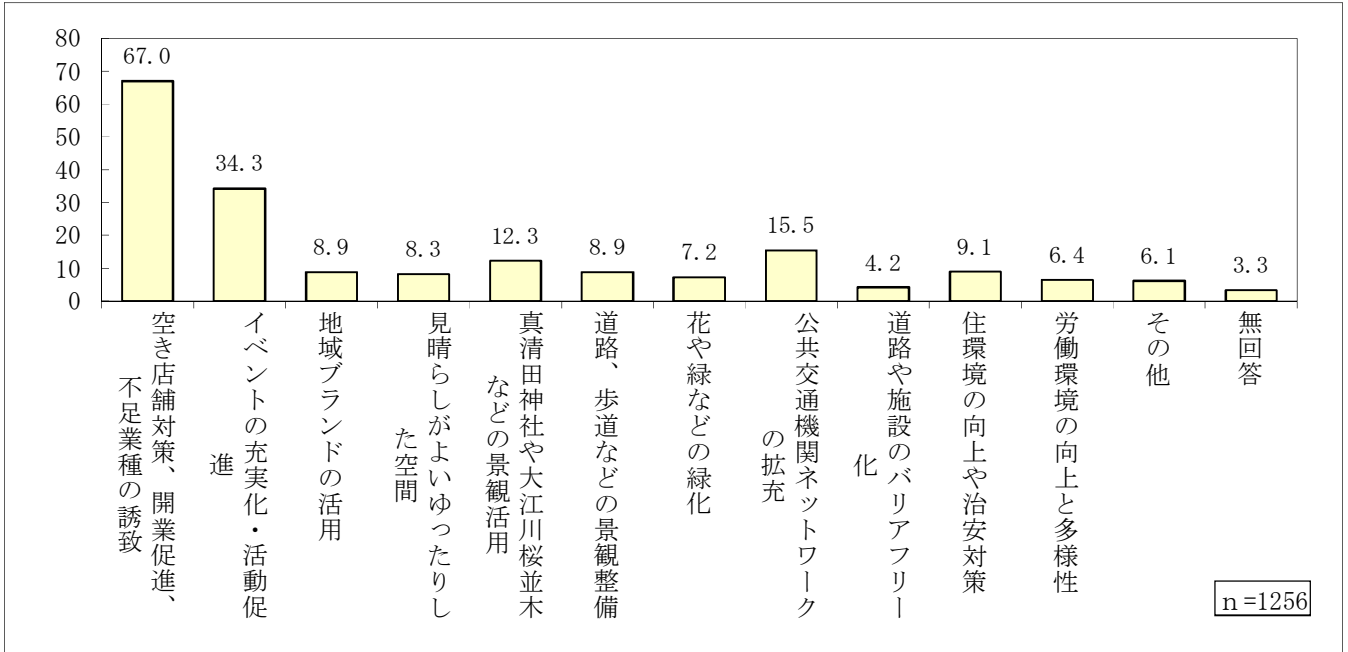 80
70
60
50
40
30
20
10
0
67.0
34.3
8.9
8.3
12.3
8.9
7.2
15.5
4.2
9.1
6.4
6.1
3.3
空き店舗対策、開業促進、
不足業種の誘致
イベントの充実化・活動促
進
地域ブランドの活用
見晴らしがよいゆったりし
た空間
真清田神社や大江川桜並木
などの景観活用
道路、歩道などの景観整備
花や緑などの緑化
公共交通機関ネットワーク
の拡充
道路や施設のバリアフリー
化
住環境の向上や治安対策
労働環境の向上と多様性
その他
無回答
n=1256